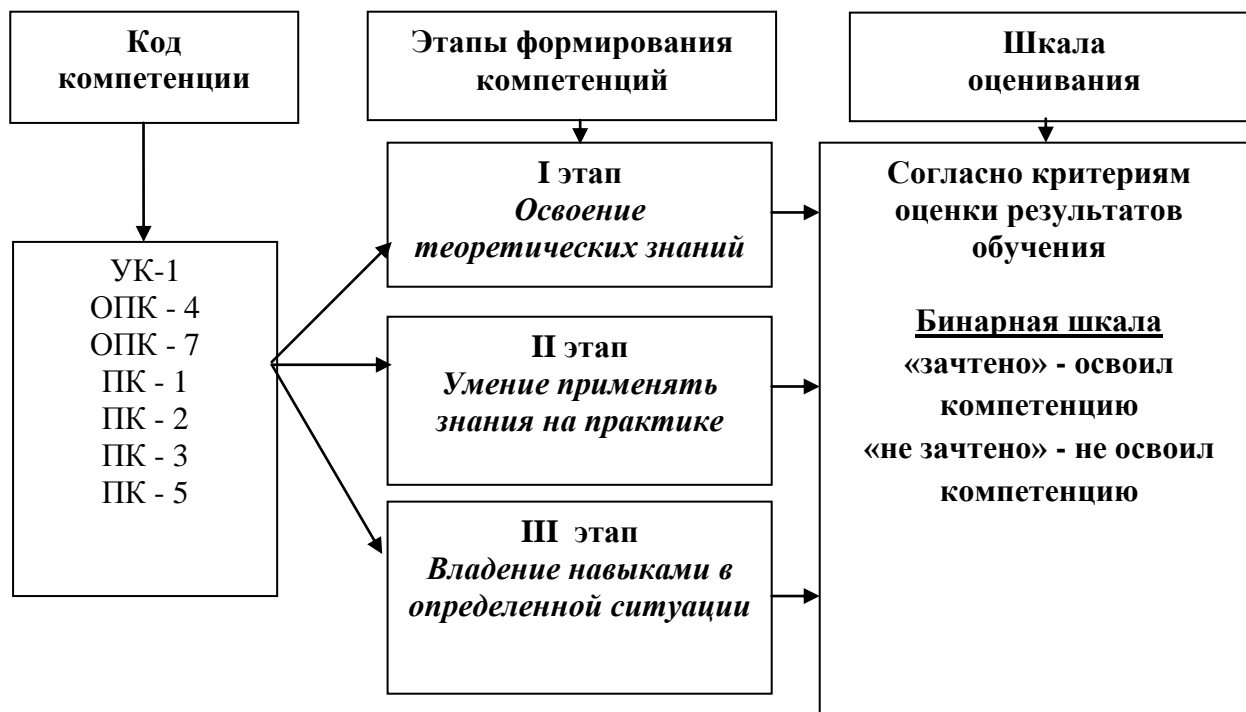 Код
компетенции
Этапы формирования
компетенций
Шкала
оценивания
УК-1
ОПК - 4
ОПК - 7
ПК - 1
ПК - 2
ПК - 3
ПК - 5
I этап
Освоение
теоретических знаний
II этап
Умение применять
знания на практике
III этап
Владение навыками в
определенной ситуации
Согласно критериям
оценки результатов
обучения
Бинарная шкала
«зачтено» - освоил
компетенцию
«не зачтено» - не освоил
компетенцию